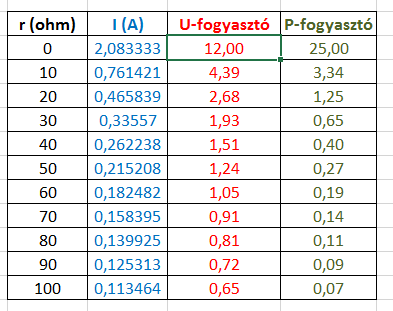 r (ohm) I (A) U-fogyasztó P-fogyasztó
0 2,083333 12,00 25,00
10 0,761421 4,39 3,34
20 0,465839 2,68 1,25
30 0,33557 1,93 0,65
40 0,262238 1,51 0,40
50 0,215208 1,24 0,27
60 0,182482 1,05 0,19
70 0,158395 0,91 0,14
80 0,139925 0,81 0,11
90 0,125313 0,72 0,09
100 0,113464 0,65 0,07